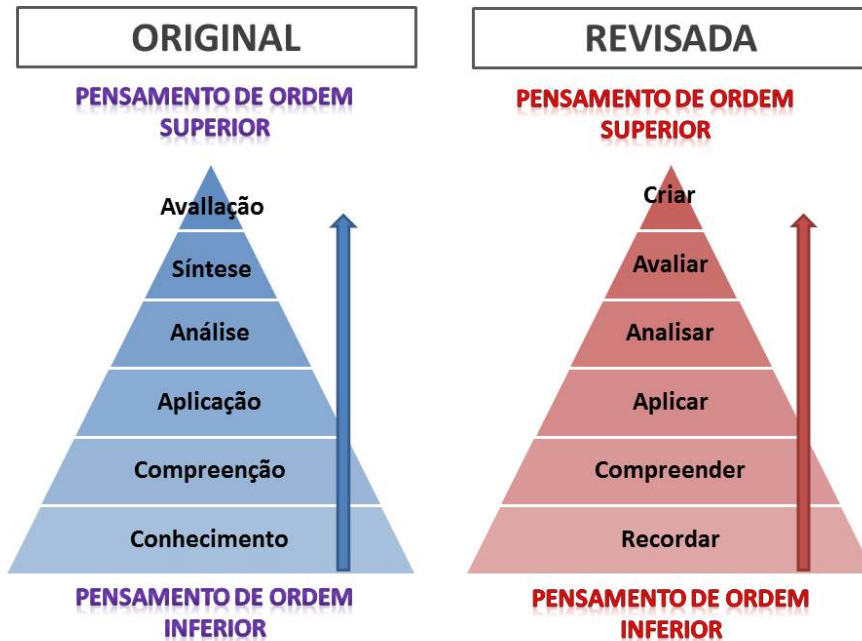 ORIGINAL
PENSAMENTO DE ORDEM
SUPERIOR
Avallação
Síntese
Análise
Aplicação
Compreenção
Conhecimento
PENSAMENTO DE ORDEM
INFERIOR
REVISADA
PENSAMENTO DE ORDEM
SUPERIOR
Criar
Avaliar
Analisar
Aplicar
Compreender
Recordar
PENSAMENTO DE ORDEM
INFERIOR